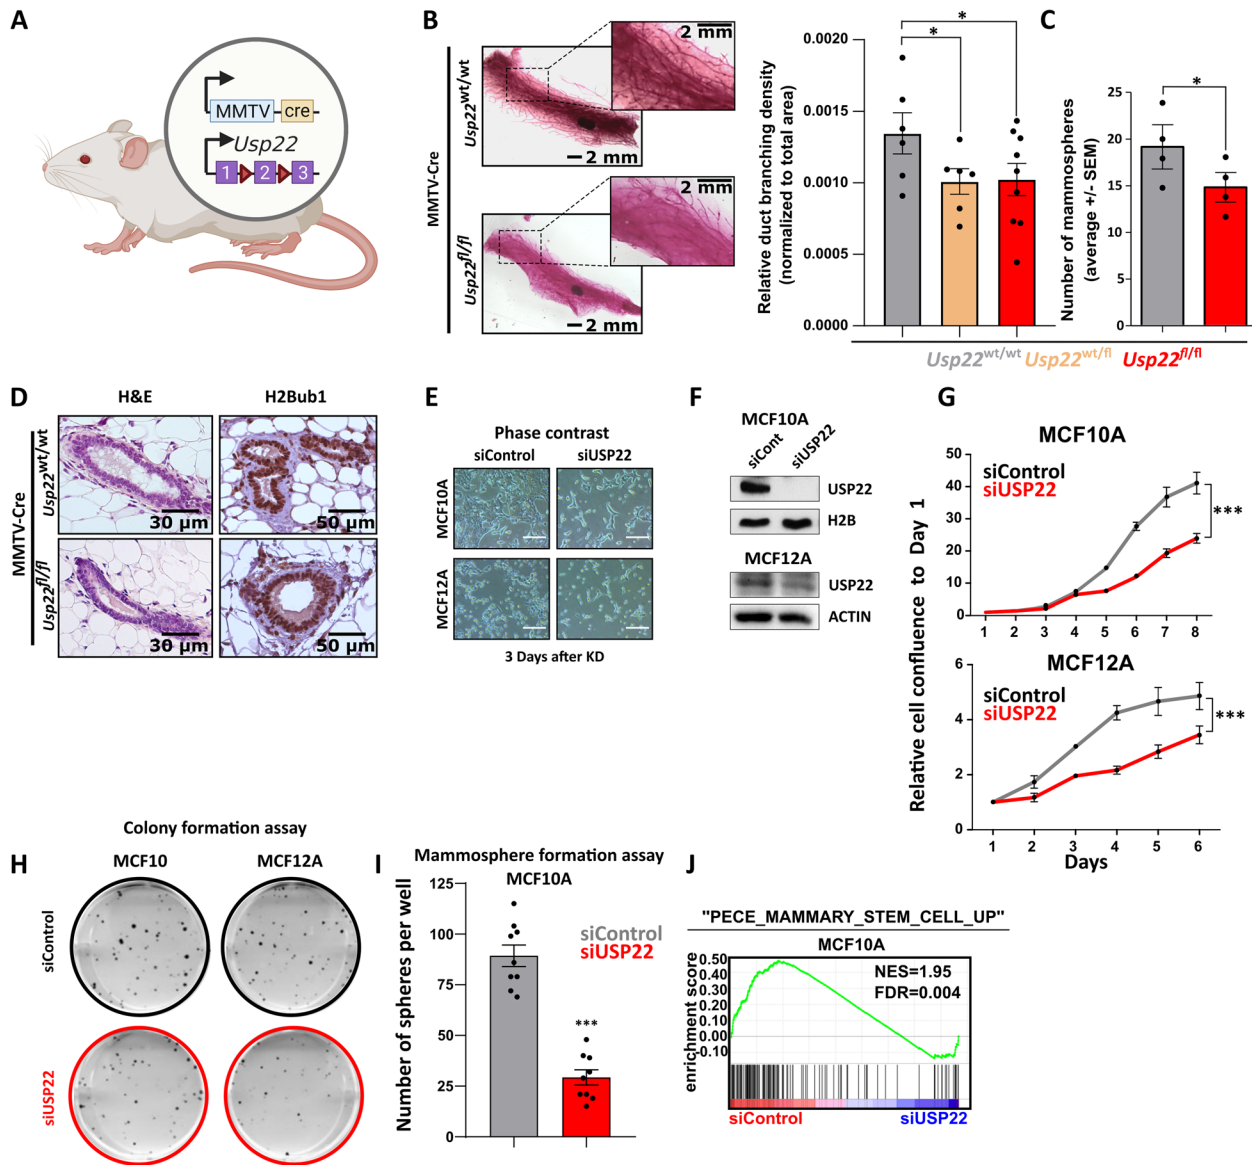 A
MMTV
cre
Usp22
1
2
3
B
MMTV-Cre
Usp22wt/wt
2 mm
2 mm
Usp22fl/fl
2 mm
2 mm
Relative duct branching density
(normalized to total area)
0.0020
0.0015
0.0010
0.0005
0.0000
*
*
C
Number of mammospheres
(average +/- SEM)
25
20
15
10
5
0
*
Usp22wt/wt Usp22wt/fl Usp22fl/fl
D
H&E
H2Bub1
MMTV-Cre
Usp22wt/wt
30 µm
50 µm
Usp22fl/fl
30 µm
50 µm
E
Phase contrast
siControl
siUSP22
MCF10A
MCF12A
3 Days after KD
F
MCF10A
siCont
siUSP22
USP22
H2B
MCF12A
USP22
ACTIN
G
Relative cell confluence to Day 1
MCF10A
50
40
30
20
10
0
siControl
siUSP22
***
1 2 3 4 5 6 7 8
MCF12A
6
4
2
0
siControl
siUSP22
***
1 2 3 4 5 6
Days
H
Colony formation assay
MCF10
MCF12A
siControl
siUSP22
I
Mammosphere formation assay
MCF10A
Number of spheres per well
125
100
75
50
25
0
siControl
siUSP22
***
J
"PECE_MAMMARY_STEM_CELL_UP"
MCF10A
enrichment score
0.50
0.40
0.30
0.20
0.10
0.00
-0.10
NES=1.95
FDR=0.004
siControl
siUSP22